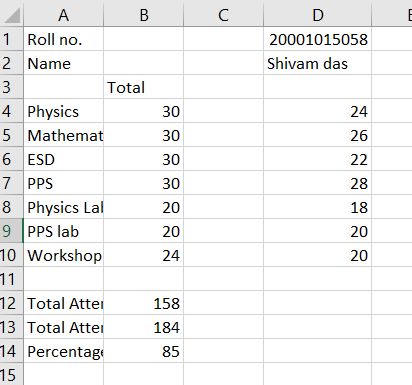 A B C D
1 Roll no. 20001015058
2 Name Shivam das
3 Total
4 Physics 30 24
5 Mathemat 30 26
6 ESD 30 22
7 PPS 30 28
8 Physics Lal 20 18
9 PPS lab 20 20
10 Workshop 24 20
11
12 Total Atter 158
13 Total Atter 184
14 Percentage 85
15